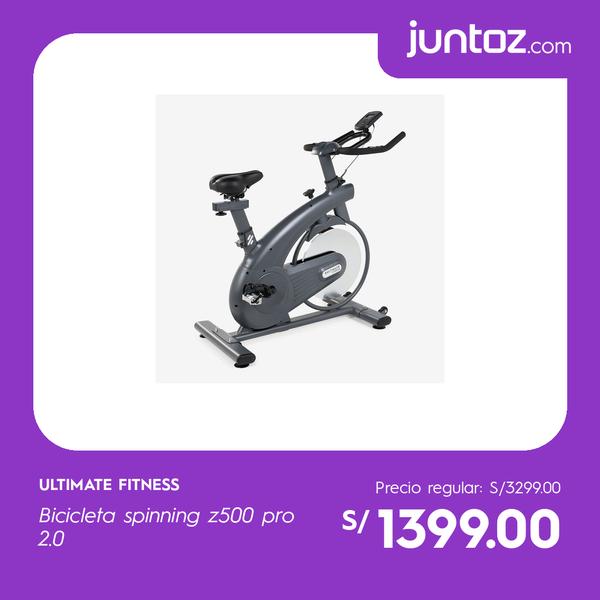 juntoz.com
ULTIMATE FITNESS
Bicicleta spinning z500 pro
2.0
Precio regular: S/3299.00
S/1399.00